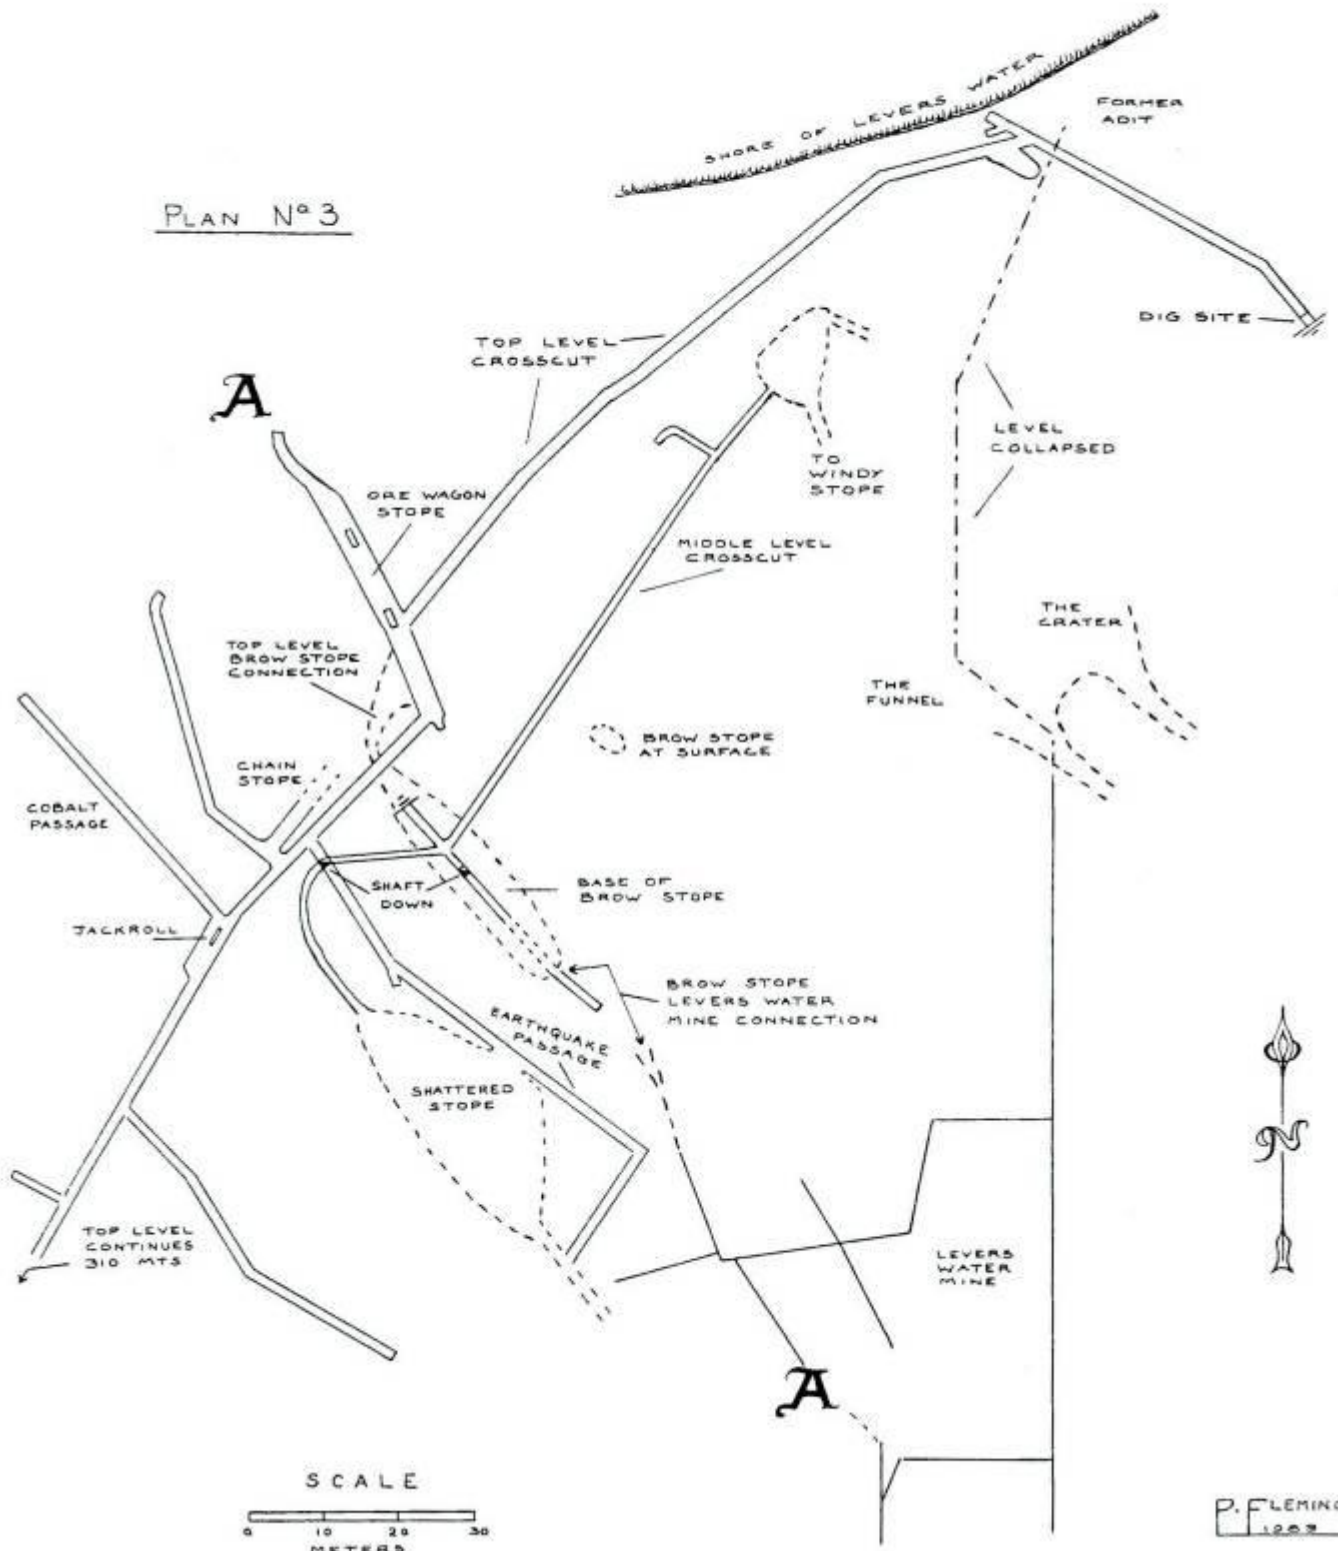 SHORE OF LEVERS WATER
FORMER
ADIT
PLAN No 3
DIG SITE
TOP LEVEL
CROSSCUT
A
LEVEL
COLLAPSED
TO
WINDY
STOPE
ORE WAGON
STOPE
MIDDLE LEVEL
CROSSCUT
THE
CRATER
TOP LEVEL
BROW STOPE
CONNECTION
THE
FUNNEL
BROW STOPE
AT SURFACE
CHAIN
STOPE
COBALT
PASSAGE
SHAFT
DOWN
BASE OF
BROW STOPE
JACKROLL
BROW STOPE
LEVERS WATER
MINE CONNECTION
EARTHQUAKE
PASSAGE
SHATTERED
STOPE
N
TOP LEVEL
CONTINUES
310 MTS
LEVERS
WATER
MINE
A
SCALE
0 10 20 30
METERS
P. FLEMING